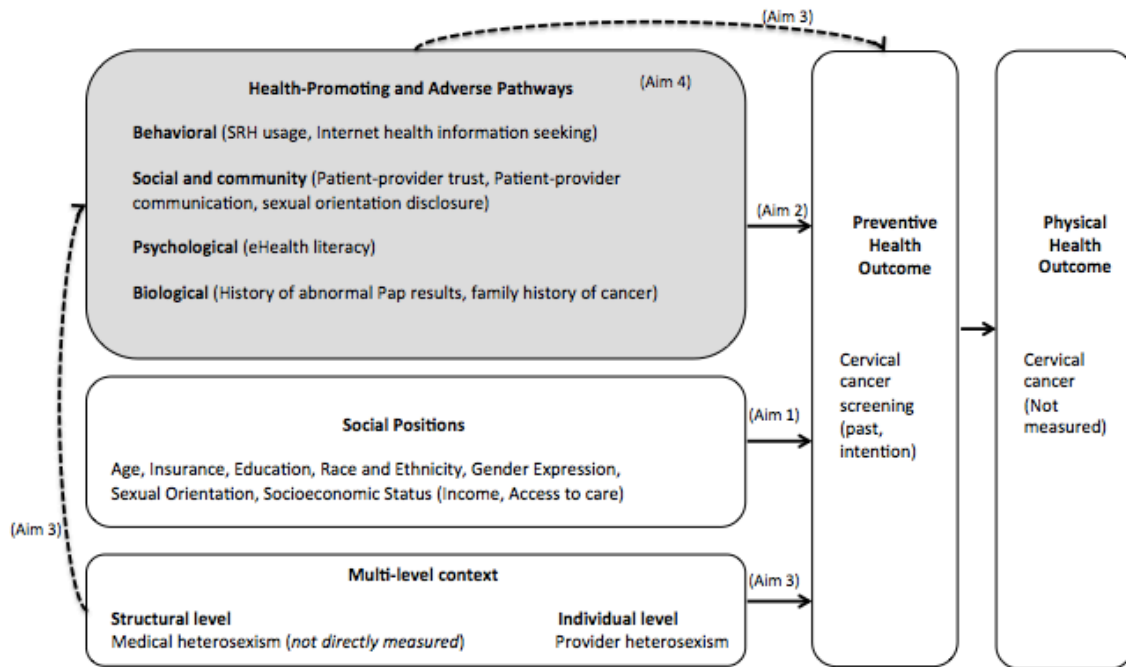 (Aim 3)
Health-Promoting and Adverse Pathways
(Aim 4)
Behavioral (SRH usage, Internet health information seeking)
Social and community (Patient-provider trust, Patient-provider
communication, sexual orientation disclosure)
Psychological (eHealth literacy)
Biological (History of abnormal Pap results, family history of cancer)
(Aim 2)
Social Positions
Age, Insurance, Education, Race and Ethnicity, Gender Expression,
Sexual Orientation, Socioeconomic Status (Income, Access to care)
(Aim 1)
(Aim 3)
Multi-level context
Structural level
Medical heterosexism (not directly measured)
Individual level
Provider heterosexism
(Aim 3)
Preventive
Health
Outcome
Cervical
cancer
screening
(past,
intention)
Physical
Health
Outcome
Cervical
cancer
(Not
measured)